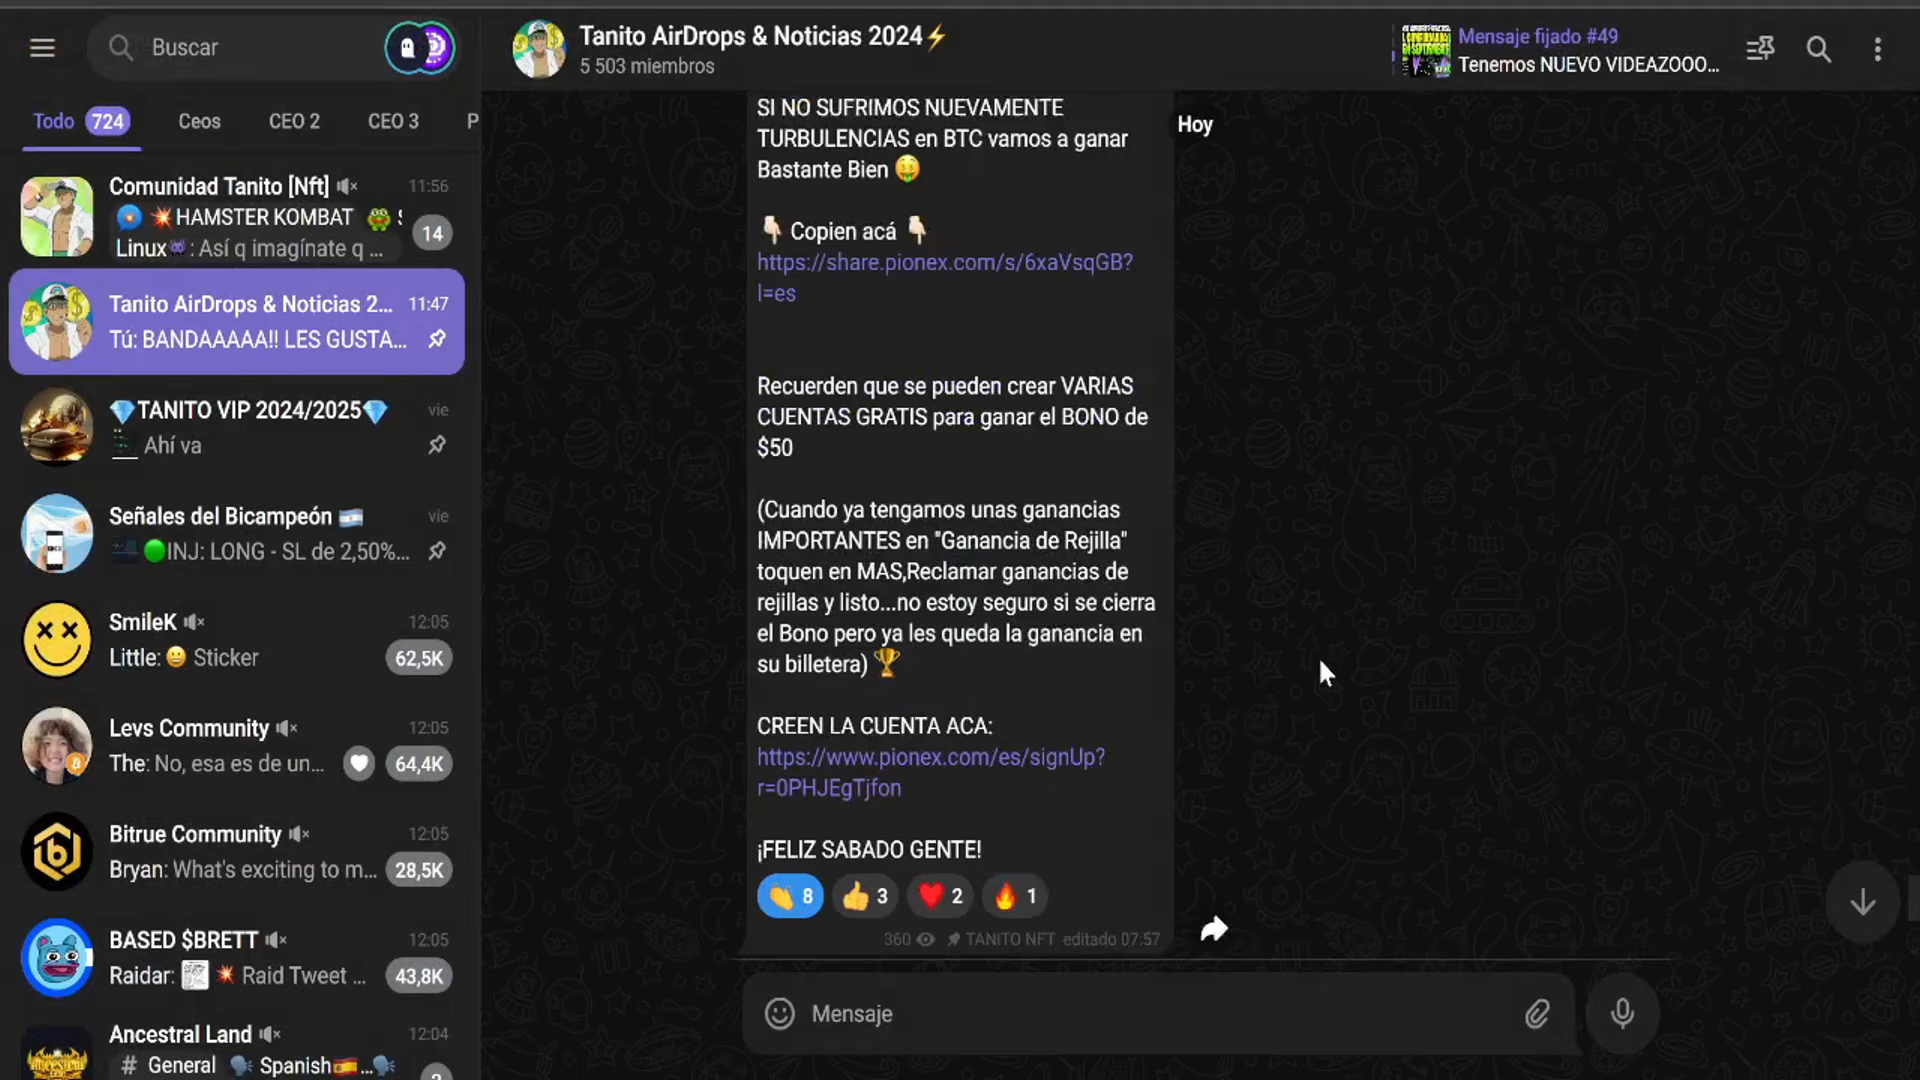 Buscar
Todo 724 Ceos CEO 2 CEO 3 P
Comunidad Tanito [Nft] 11:56
💥HAMSTER KOMBAT 🐸 S
Linux👾: Así q imagínate q ... 14
Tanito AirDrops & Noticias 2... 11:47
Tú: BANDAAAAA!! LES GUSTA...
💎TANITO VIP 2024/2025💎 vie
Ahí va
Señales del Bicampeón 🇦🇷 vie
🟢INJ: LONG - SL de 2,50%...
SmileK 12:05
Little: 😀 Sticker 62,5K
Levs Community 12:05
The: No, esa es de un... 64,4K
Bitrue Community 12:05
Bryan: What's exciting to m... 28,5K
BASED $BRETT 12:05
Raidar: 💥 Raid Tweet ... 43,8K
Ancestral Land 12:04
# General 🗣 Spanish🇪🇸...🗣
Tanito AirDrops & Noticias 2024⚡
5 503 miembros
Mensaje fijado #49
Tenemos NUEVO VIDEAZOOO...
Hoy
SI NO SUFRIMOS NUEVAMENTE
TURBULENCIAS en BTC vamos a ganar
Bastante Bien 🤑
👇🏻 Copien acá 👇🏻
https://share.pionex.com/s/6xaVsqGB?
l=es
Recuerden que se pueden crear VARIAS
CUENTAS GRATIS para ganar el BONO de
$50
(Cuando ya tengamos unas ganancias
IMPORTANTES en "Ganancia de Rejilla"
toquen en MAS,Reclamar ganancias de
rejillas y listo...no estoy seguro si se cierra
el Bono pero ya les queda la ganancia en
su billetera) 🏆
CREEN LA CUENTA ACA:
https://www.pionex.com/es/signUp?
r=0PHJEgTjfon
¡FELIZ SABADO GENTE!
👏 8 👍 3 ❤️ 2 🔥 1
360 TANITO NFT editado 07:57
Mensaje